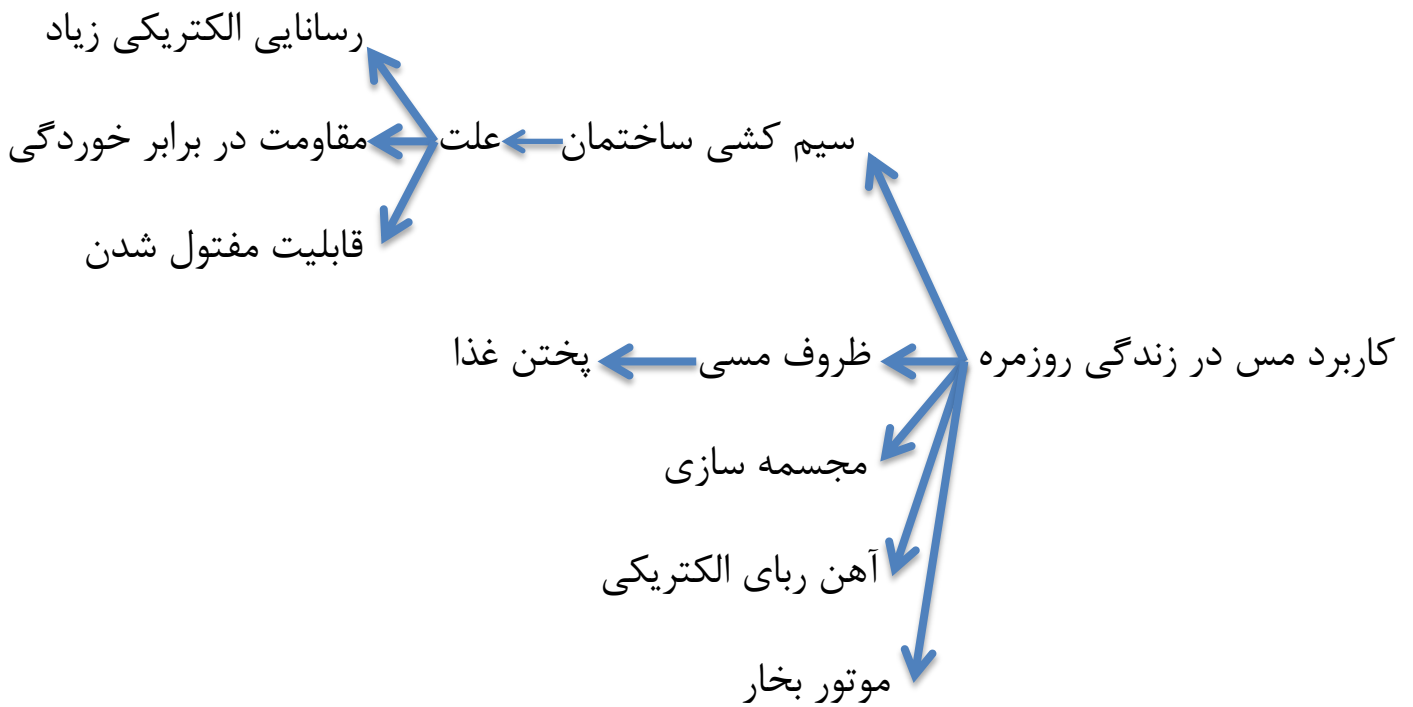 رسانایی الکتریکی زیاد
سیم کشی ساختمان علت مقاومت در برابر خوردگی
قابلیت مفتول شدن
کاربرد مس در زندگی روزمره ظروف مسی پختن غذا
مجسمه سازی
آهن ربای الکتریکی
موتور بخار